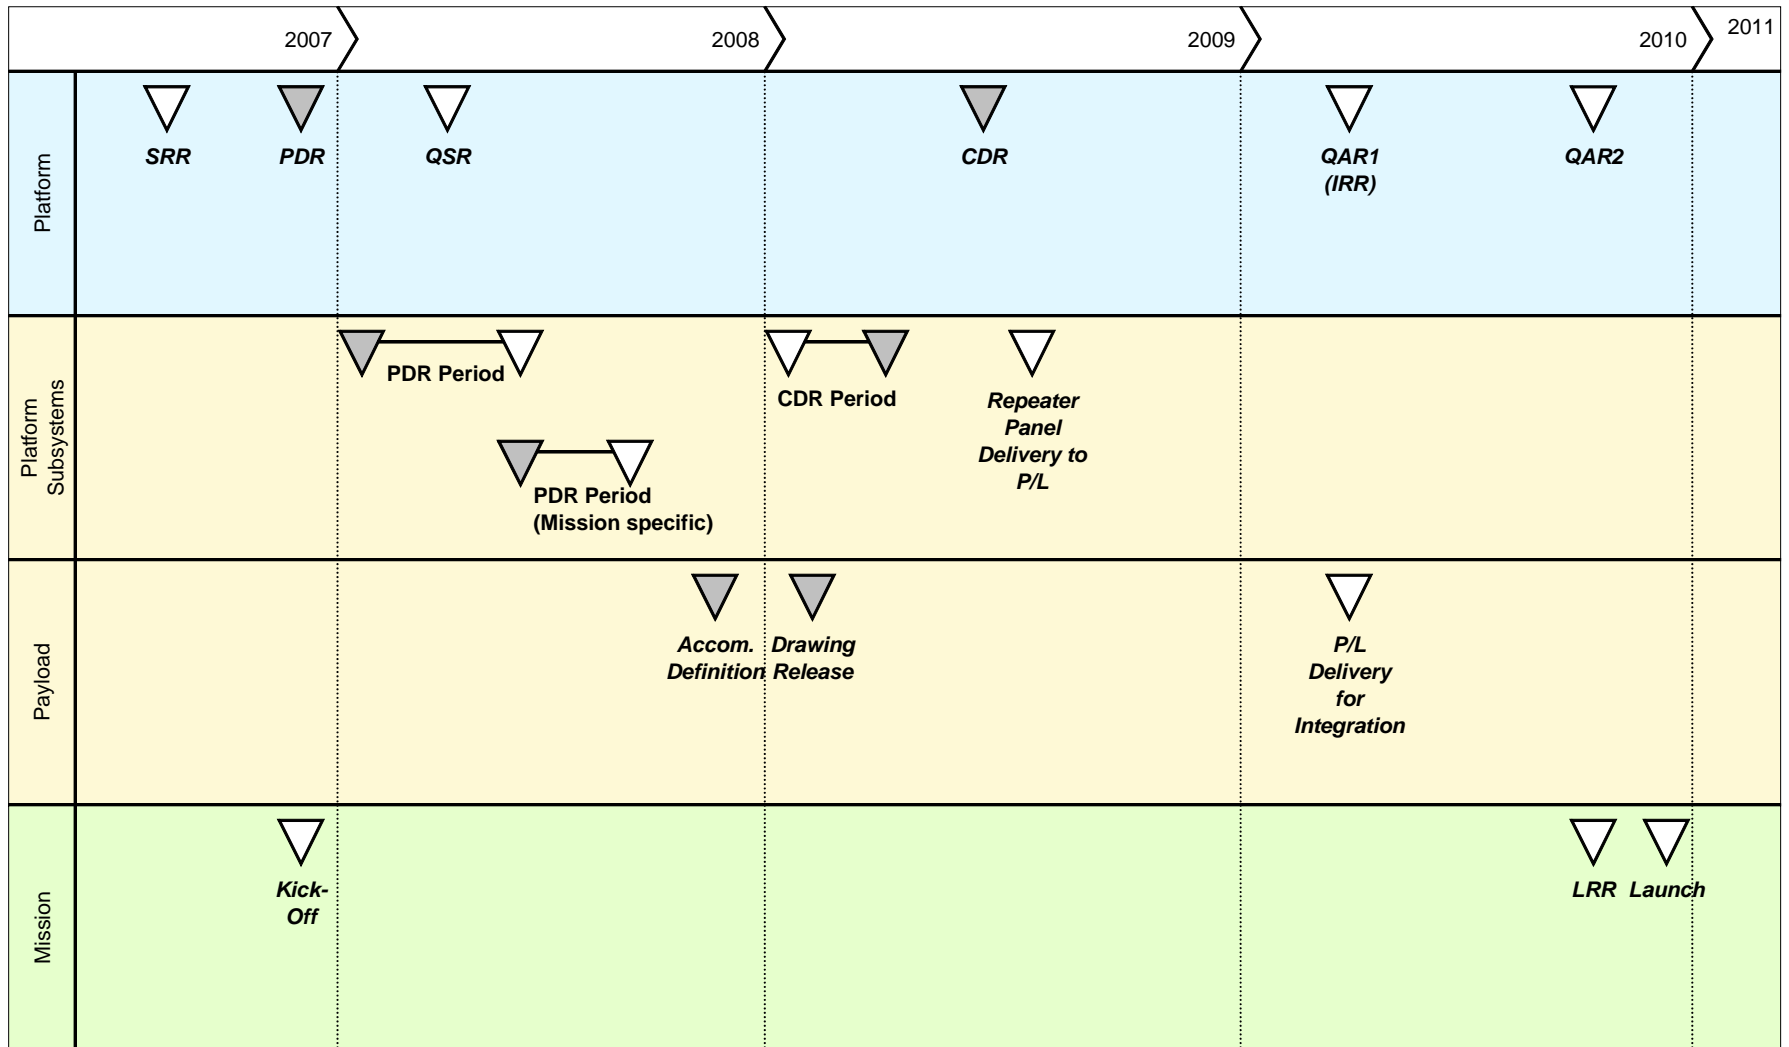 2007
2008
2009
2010
2011
Platform
SRR
PDR
QSR
CDR
QAR1
(IRR)
QAR2
Platform
Subsystems
PDR Period
PDR Period
(Mission specific)
CDR Period
Repeater
Panel
Delivery to
P/L
Payload
Accom.
Definition
Drawing
Release
P/L
Delivery
for
Integration
Mission
Kick-
Off
LRR
Launch